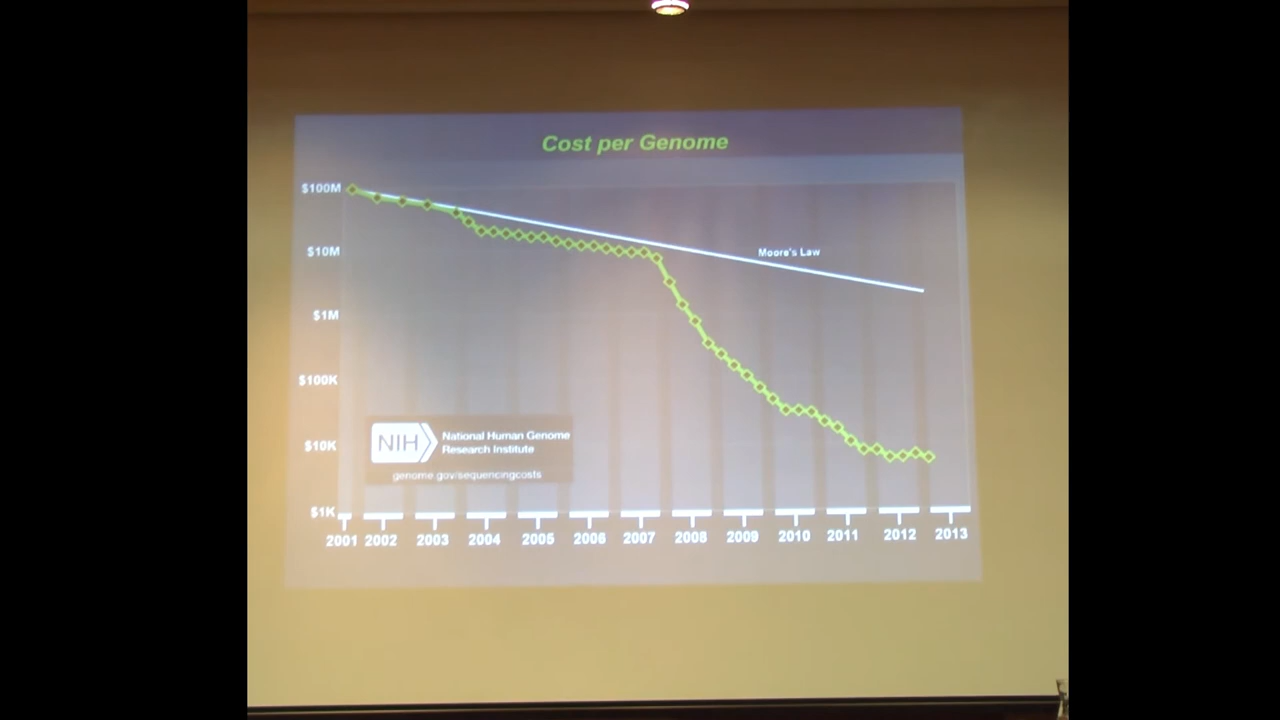 Cost per Genome
$100M
$10M
Moore's Law
$1M
$100K
$10K
NIH
National Human Genome
Research Institute
genome.gov/sequencingcosts
$1K
2001 2002 2003 2004 2005 2006 2007 2008 2009 2010 2011 2012 2013